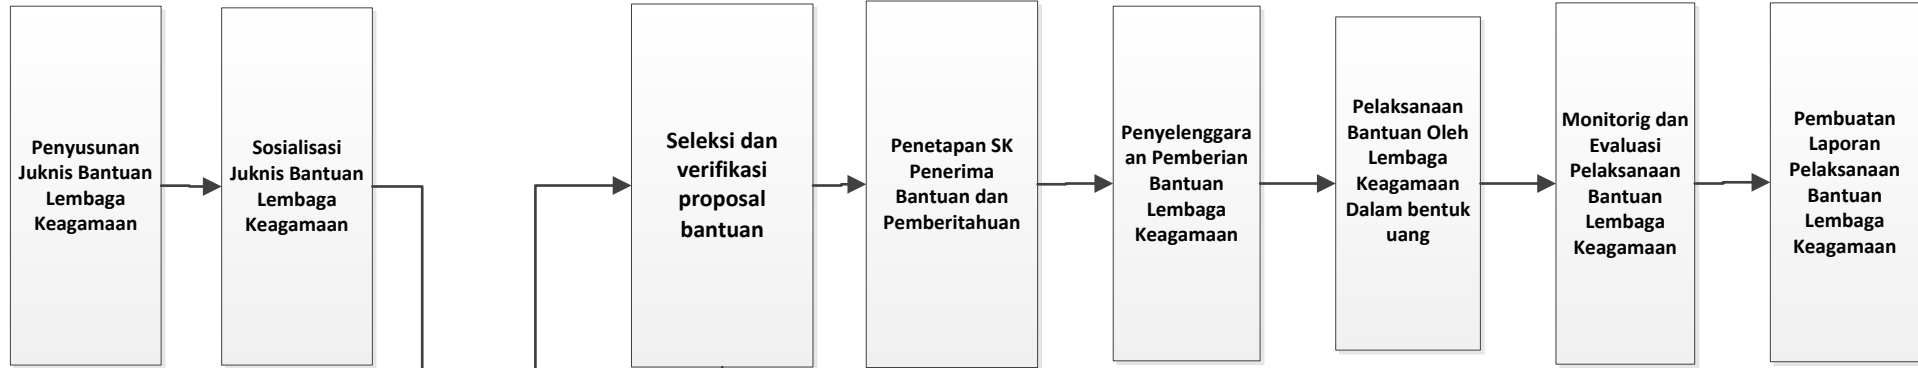 Penyusunan
Juknis Bantuan
Lembaga
Keagamaan
Sosialisasi
Juknis Bantuan
Lembaga
Keagamaan
Seleksi dan
verifikasi
proposal
bantuan
Penetapan SK
Penerima
Bantuan dan
Pemberitahuan
Penyelenggara
an Pemberian
Bantuan
Lembaga
Keagamaan
Pelaksanaan
Bantuan Oleh
Lembaga
Keagamaan
Dalam bentuk
uang
Monitorig dan
Evaluasi
Pelaksanaan
Bantuan
Lembaga
Keagamaan
Pembuatan
Laporan
Pelaksanaan
Bantuan
Lembaga
Keagamaan